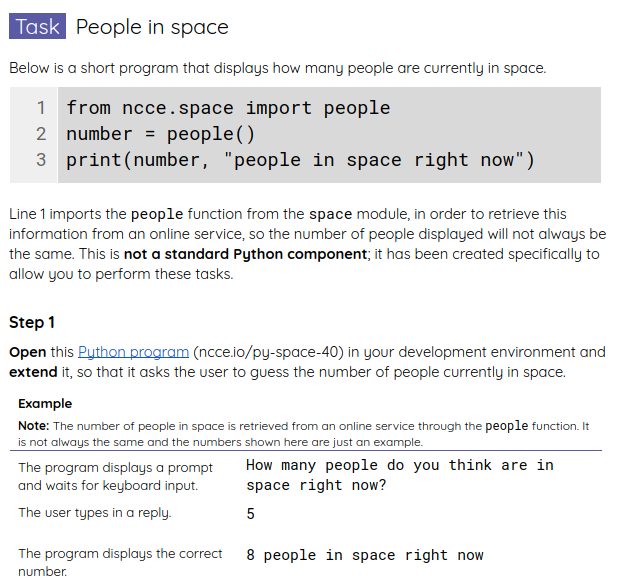 Task People in space
Below is a short program that displays how many people are currently in space.
1 from ncce.space import people
2 number = people()
3 print(number, "people in space right now")
Line 1 imports the people function from the space module, in order to retrieve this
information from an online service, so the number of people displayed will not always be
the same. This is not a standard Python component; it has been created specifically to
allow you to perform these tasks.
Step 1
Open this Python program (ncce.io/py-space-40) in your development environment and
extend it, so that it asks the user to guess the number of people currently in space.
Example
Note: The number of people in space is retrieved from an online service through the people function. It
is not always the same and the numbers shown here are just an example.
The program displays a prompt
and waits for keyboard input.
How many people do you think are in
space right now?
The user types in a reply.
5
The program displays the correct
number.
8 people in space right now